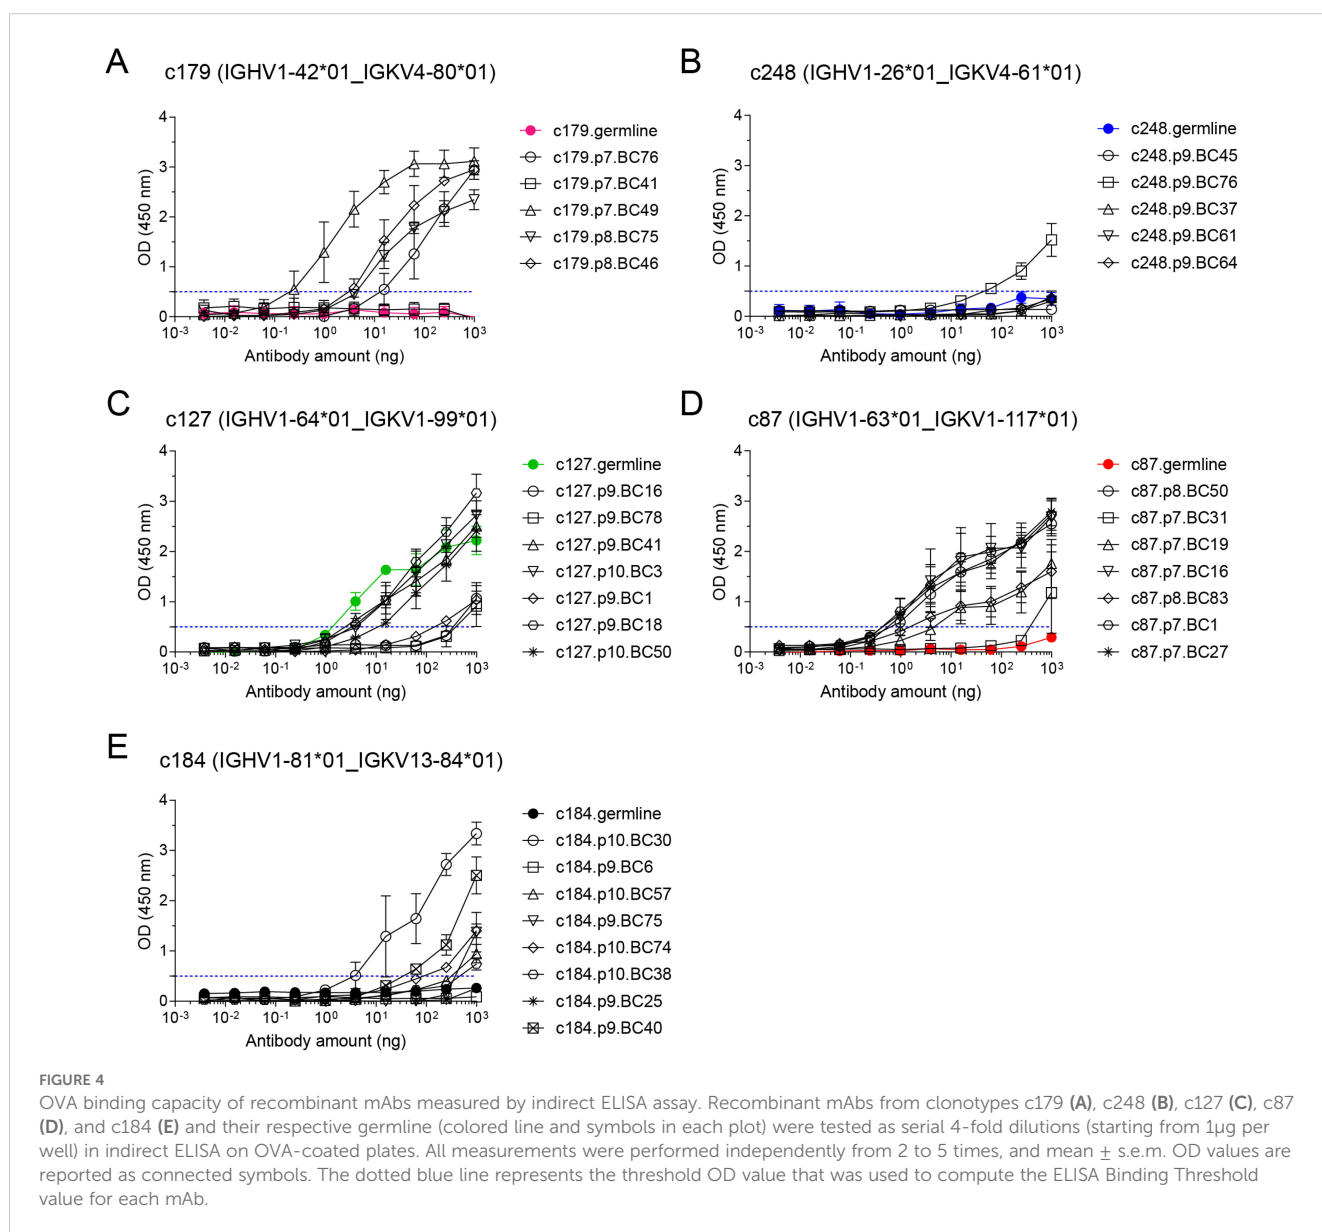 A
c179 (IGHV1-42*01_IGKV4-80*01)
OD (450 nm)
4
3
2
1
0
10-3 10-2 10-1 100 101 102 103
Antibody amount (ng)
c179.germline
c179.p7.BC76
c179.p7.BC41
c179.p7.BC49
c179.p8.BC75
c179.p8.BC46
B
c248 (IGHV1-26*01_IGKV4-61*01)
OD (450 nm)
4
3
2
1
0
10-3 10-2 10-1 100 101 102 103
Antibody amount (ng)
c248.germline
c248.p9.BC45
c248.p9.BC76
c248.p9.BC37
c248.p9.BC61
c248.p9.BC64
C
c127 (IGHV1-64*01_IGKV1-99*01)
OD (450 nm)
4
3
2
1
0
10-3 10-2 10-1 100 101 102 103
Antibody amount (ng)
c127.germline
c127.p9.BC16
c127.p9.BC78
c127.p9.BC41
c127.p10.BC3
c127.p9.BC1
c127.p9.BC18
c127.p10.BC50
D
c87 (IGHV1-63*01_IGKV1-117*01)
OD (450 nm)
4
3
2
1
0
10-3 10-2 10-1 100 101 102 103
Antibody amount (ng)
c87.germline
c87.p8.BC50
c87.p7.BC31
c87.p7.BC19
c87.p7.BC16
c87.p8.BC83
c87.p7.BC1
c87.p7.BC27
E
c184 (IGHV1-81*01_IGKV13-84*01)
OD (450 nm)
4
3
2
1
0
10-3 10-2 10-1 100 101 102 103
Antibody amount (ng)
c184.germline
c184.p10.BC30
c184.p9.BC6
c184.p10.BC57
c184.p9.BC75
c184.p10.BC74
c184.p10.BC38
c184.p9.BC25
c184.p9.BC40
FIGURE 4
OVA binding capacity of recombinant mAbs measured by indirect ELISA assay. Recombinant mAbs from clonotypes c179 (A), c248 (B), c127 (C), c87
(D), and c184 (E) and their respective germline (colored line and symbols in each plot) were tested as serial 4-fold dilutions (starting from 1µg per
well) in indirect ELISA on OVA-coated plates. All measurements were performed independently from 2 to 5 times, and mean ± s.e.m. OD values are
reported as connected symbols. The dotted blue line represents the threshold OD value that was used to compute the ELISA Binding Threshold
value for each mAb.